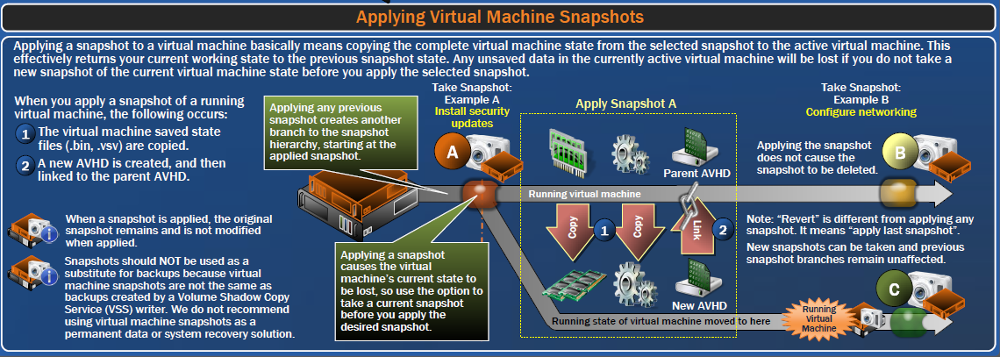 Applying Virtual Machine Snapshots
Applying a snapshot to a virtual machine basically means copying the complete virtual machine state from the selected snapshot to the active virtual machine. This
effectively returns your current working state to the previous snapshot state. Any unsaved data in the currently active virtual machine will be lost if you do not take a
new snapshot of the current virtual machine state before you apply the selected snapshot.
When you apply a snapshot of a running
virtual machine, the following occurs:
1 The virtual machine saved state
files (.bin, .vsv) are copied.
2 A new AVHD is created, and then
linked to the parent AVHD.
When a snapshot is applied, the original
snapshot remains and is not modified
when applied.
Snapshots should NOT be used as a
substitute for backups because virtual
machine snapshots are not the same as
backups created by a Volume Shadow Copy
Service (VSS) writer. We do not recommend
using virtual machine snapshots as a
permanent data or system recovery solution.
Applying any previous
snapshot creates another
branch to the snapshot
hierarchy, starting at the
applied snapshot.
Take Snapshot:
Example A
Install security
updates
A
Applying a snapshot
causes the virtual
machine's current state to
be lost, so use the option to
take a current snapshot
before you apply the
desired snapshot.
Apply Snapshot A
Parent AVHD
Running virtual machine
Copy
1
Copy
Link
2
New AVHD
Running state of virtual machine moved to here
Take Snapshot:
Example B
Configure networking
Applying the snapshot
does not cause the
snapshot to be deleted.
B
Note: “Revert” is different from applying any
snapshot. It means “apply last snapshot”.
New snapshots can be taken and previous
snapshot branches remain unaffected.
C
Running
Virtual
Machine